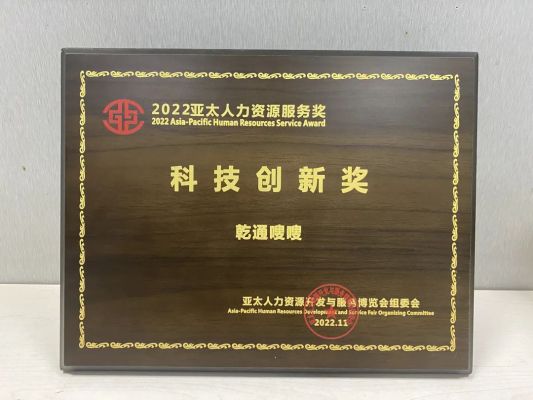 2022亚太人力资源服务奖
2022 Asia-Pacific Human Resources Service Award
科技创新奖
乾通嗖嗖
亚太人力资源开发与服务博览会组委会
Asia-Pacific Human Resources Development and Service Fair Organizing Committee
2022.11